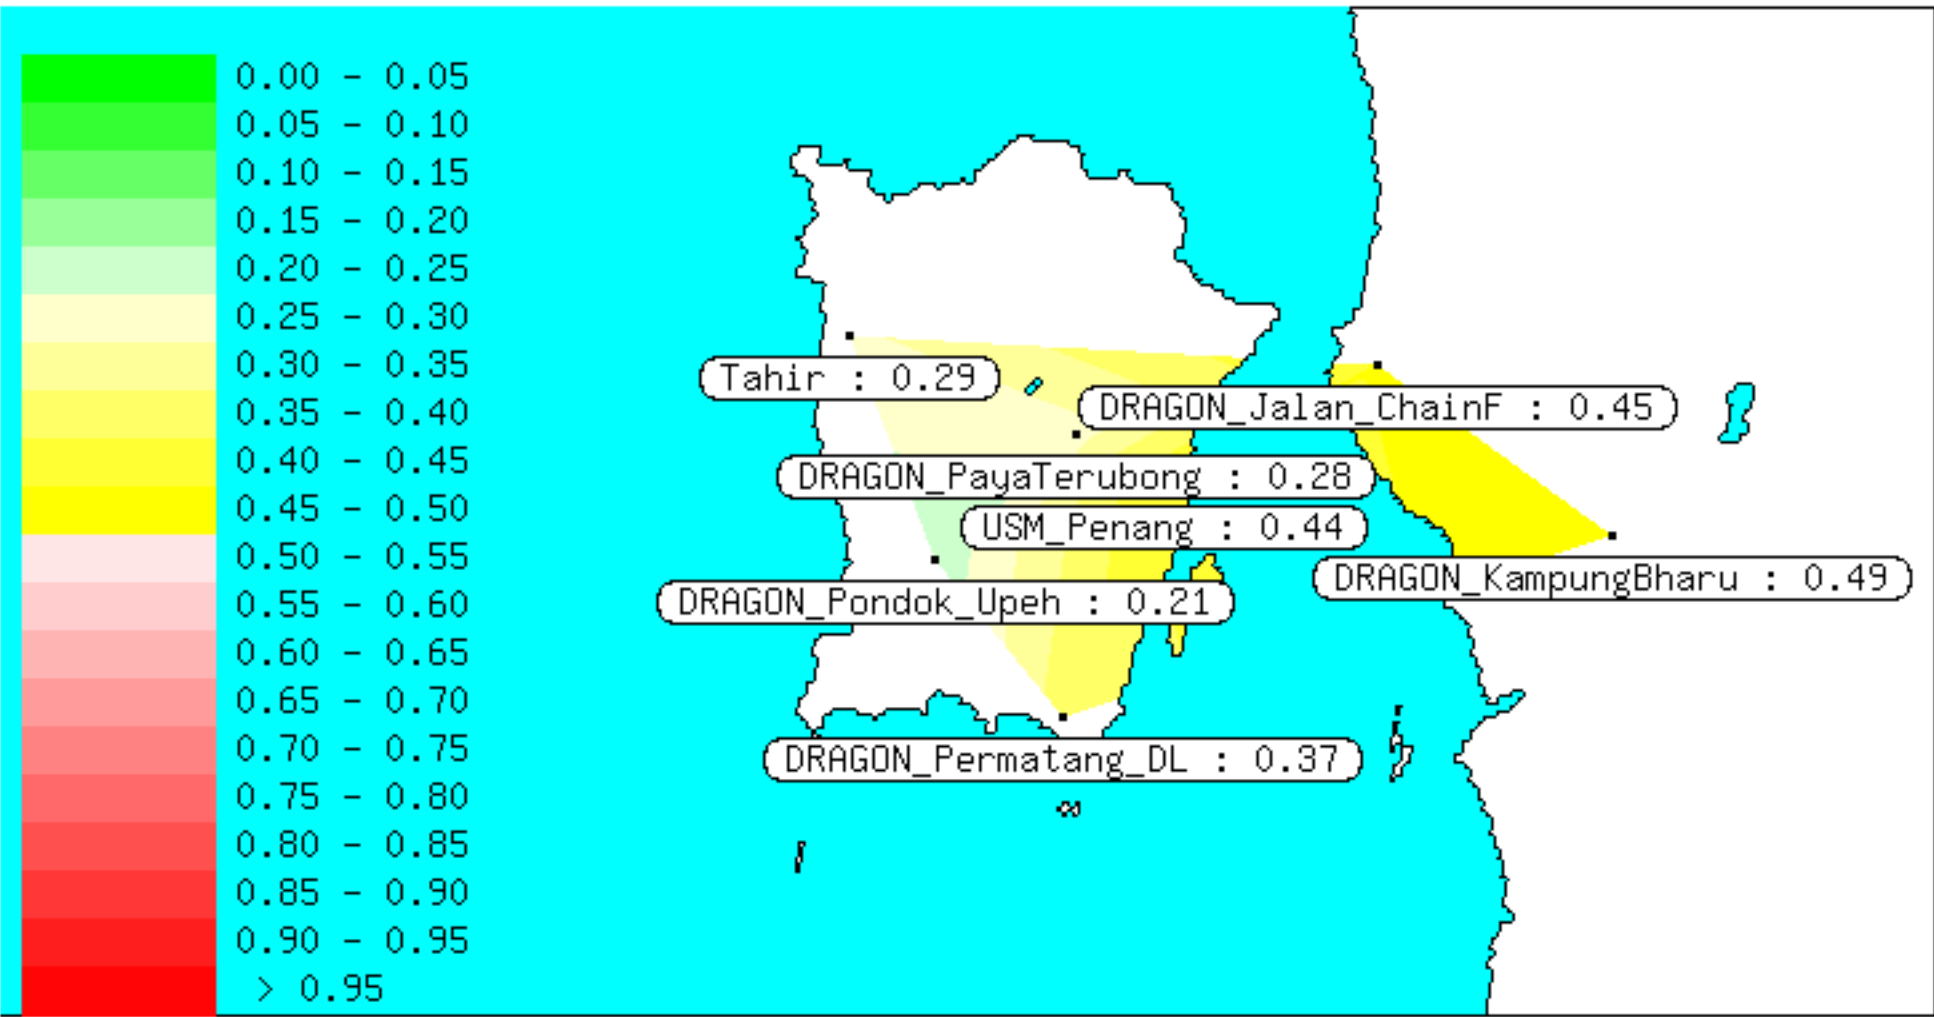 0.00 - 0.05
0.05 - 0.10
0.10 - 0.15
0.15 - 0.20
0.20 - 0.25
0.25 - 0.30
0.30 - 0.35
0.35 - 0.40
0.40 - 0.45
0.45 - 0.50
0.50 - 0.55
0.55 - 0.60
0.60 - 0.65
0.65 - 0.70
0.70 - 0.75
0.75 - 0.80
0.80 - 0.85
0.85 - 0.90
0.90 - 0.95
> 0.95
Tahir : 0.29
DRAGON_Jalan_ChainF : 0.45
DRAGON_PayaTerubong : 0.28
USM_Penang : 0.44
DRAGON_KampungBharu : 0.49
DRAGON_Pondok_Upeh : 0.21
DRAGON_Permatang_DL : 0.37